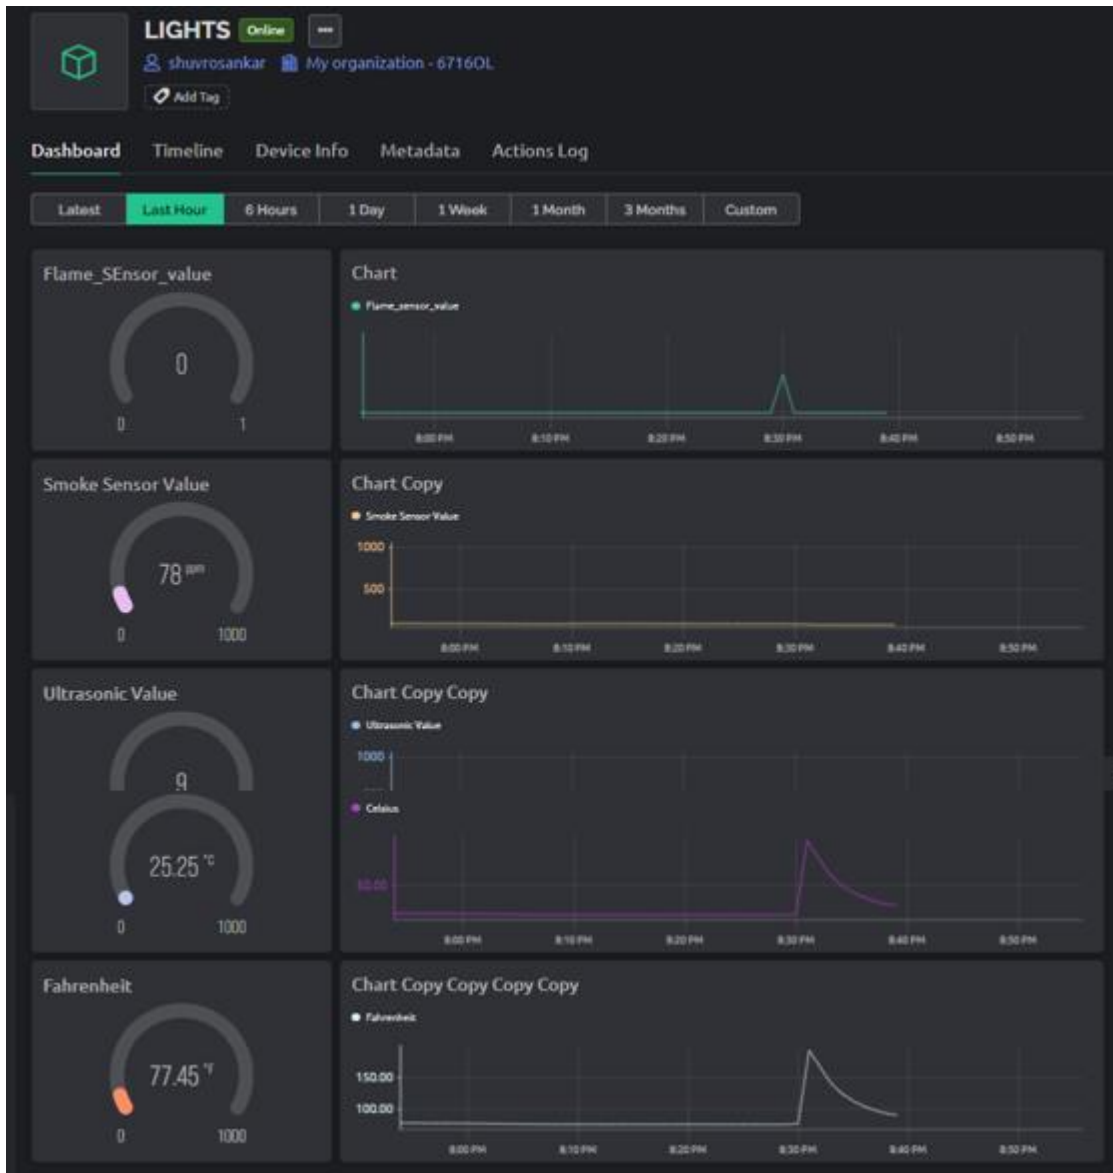 LIGHTS Online ...
shuvrosankar My organization - 6716OL
Add Tag
Dashboard Timeline Device Info Metadata Actions Log
Latest Last Hour 6 Hours 1 Day 1 Week 1 Month 3 Months Custom
Flame_SEnsor_value
0
0 1
Chart
Flame_sensor_value
8:00 PM 8:10 PM 8:20 PM 8:30 PM 8:40 PM 8:50 PM
Smoke Sensor Value
78 ppm
0 1000
Chart Copy
Smoke Sensor Value
1000
500
8:00 PM 8:10 PM 8:20 PM 8:30 PM 8:40 PM 8:50 PM
Ultrasonic Value
9
25.25 °C
0 1000
Chart Copy Copy
Ultrasonic Value
1000
Celsius
50.00
8:00 PM 8:10 PM 8:20 PM 8:30 PM 8:40 PM 8:50 PM
Fahrenheit
77.45 °F
0 1000
Chart Copy Copy Copy Copy
Fahrenheit
150.00
100.00
8:00 PM 8:10 PM 8:20 PM 8:30 PM 8:40 PM 8:50 PM